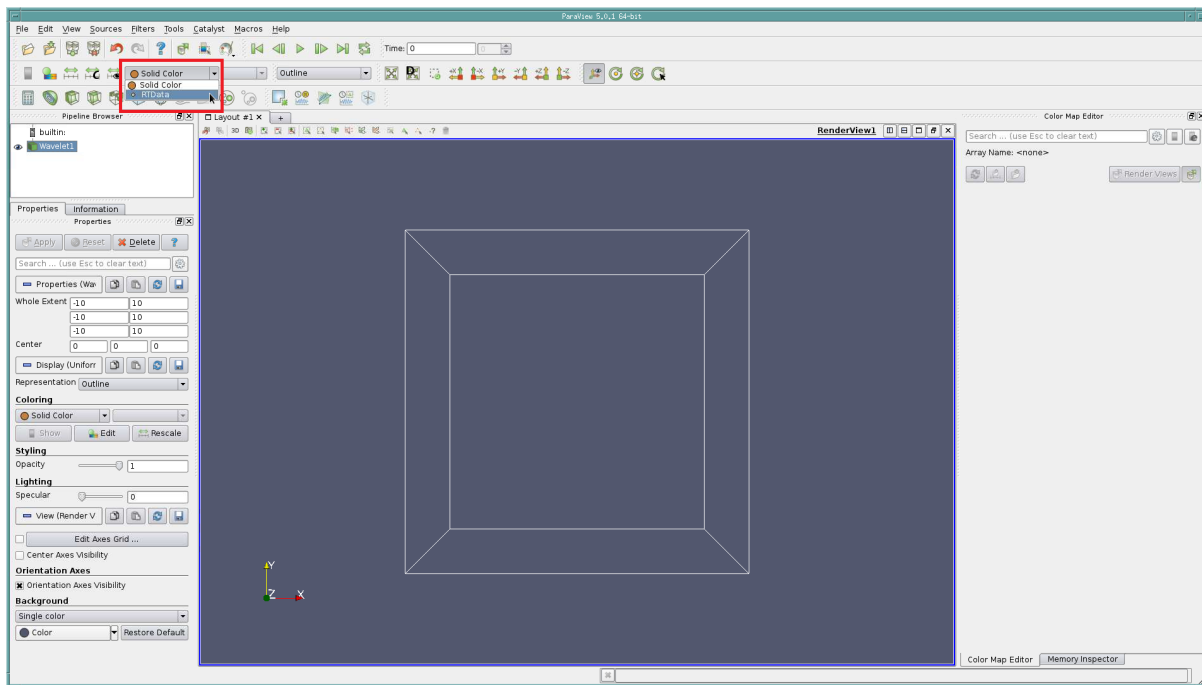 ParaView 5.0.1 64-bit
File Edit View Sources Filters Tools Catalyst Macros Help
Time: 0
0
Solid Color
Outline
Solid Color
RTData
Pipeline Browser
Layout #1
Color Map Editor
3D
RenderView1
builtin:
Wavelet1
Search ... (use Esc to clear text)
Array Name: <none>
Render Views
Properties Information
Properties
Apply Reset Delete ?
Search ... (use Esc to clear text)
Properties (Wav
Whole Extent -10 10
-10 10
-10 10
Center 0 0 0
Display (Uniforr
Representation Outline
Coloring
Solid Color
Show Edit Rescale
Styling
Opacity 1
Lighting
Specular 0
View (Render V
Edit Axes Grid ...
Center Axes Visibility
Orientation Axes
Orientation Axes Visibility
Background
Single color
Color Restore Default
Y
Z X
Color Map Editor Memory Inspector